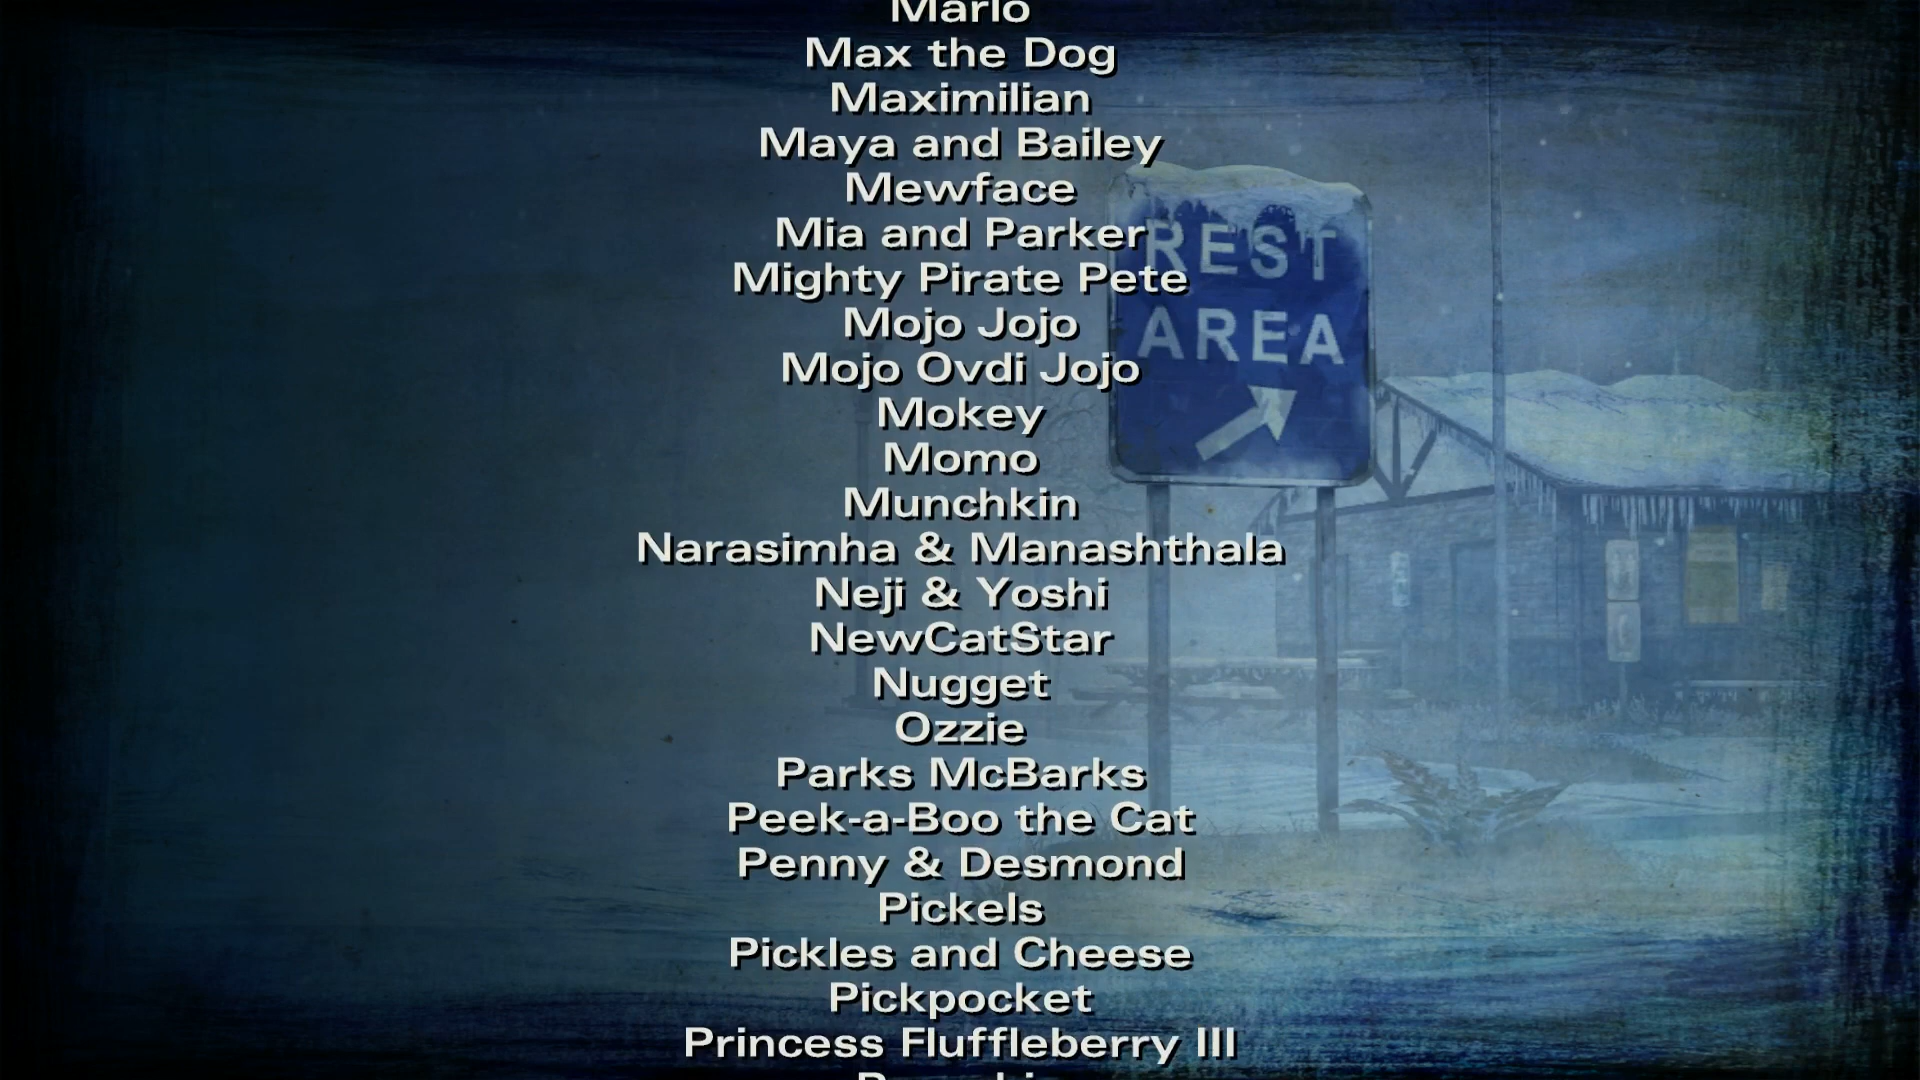 Marlo
Max the Dog
Maximilian
Maya and Bailey
Mewface
Mia and Parker
Mighty Pirate Pete
Mojo Jojo
Mojo Ovdi Jojo
Mokey
Momo
Munchkin
Narasimha & Manashthala
Neji & Yoshi
NewCatStar
Nugget
Ozzie
Parks McBarks
Peek-a-Boo the Cat
Penny & Desmond
Pickels
Pickles and Cheese
Pickpocket
Princess Fluffleberry III
REST
AREA